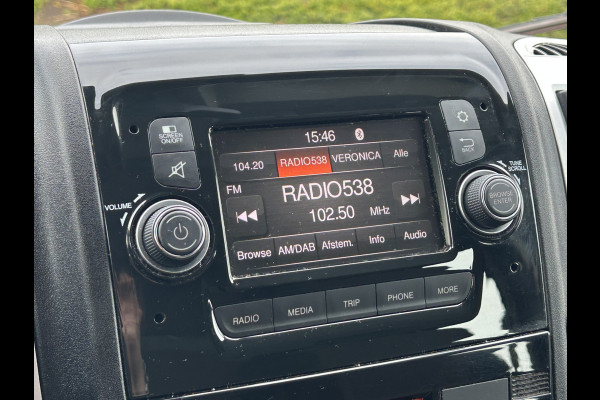 15:46
SCREEN
ON/OFF
BACK
104.20 RADIO538 VERONICA Alle
FM
RADIO538
102.50 MHz
VOLUME
TUNE
SCROLL
BROWSE
ENTER
Browse AM/DAB Afstem. Info Audio
RADIO MEDIA TRIP PHONE MORE